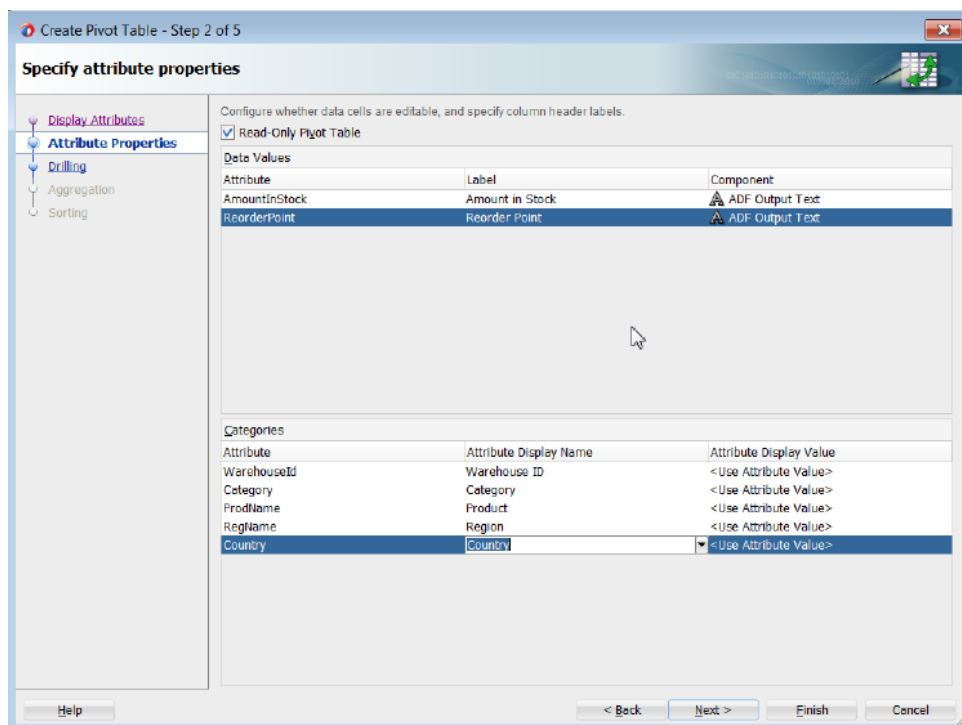 Create Pivot Table - Step 2 of 5
Specify attribute properties
Display Attributes
Attribute Properties
Drilling
Aggregation
Sorting
Configure whether data cells are editable, and specify column header labels.
Read-Only Pivot Table
Data Values
Attribute Label Component
AmountInStock Amount in Stock ADF Output Text
ReorderPoint Reorder Point ADF Output Text
Categories
Attribute Attribute Display Name Attribute Display Value
WarehouseId Warehouse ID <Use Attribute Value>
Category Category <Use Attribute Value>
ProdName Product <Use Attribute Value>
RegName Region <Use Attribute Value>
Country Country <Use Attribute Value>
Help < Back Next > Finish Cancel